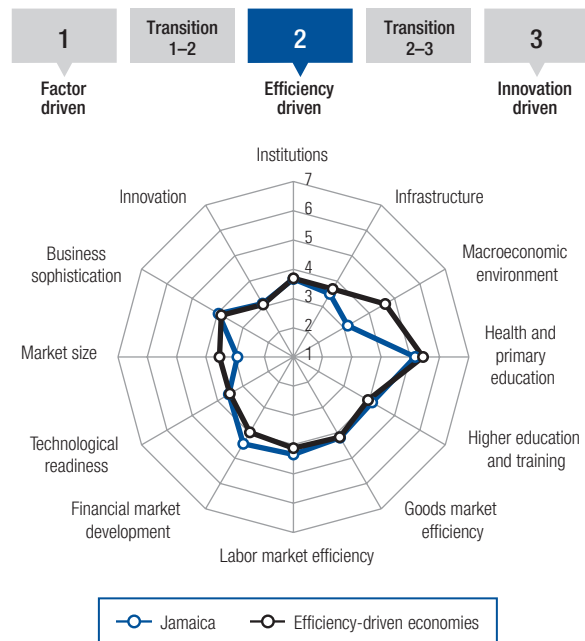 1
Transition
1–2
2
Transition
2–3
3
Factor
driven
Efficiency
driven
Innovation
driven
Institutions
7
6
5
4
3
2
1
Infrastructure
Macroeconomic
environment
Health and
primary
education
Higher education
and training
Goods market
efficiency
Labor market efficiency
Financial market
development
Technological
readiness
Market size
Business
sophistication
Innovation
Jamaica
Efficiency-driven economies